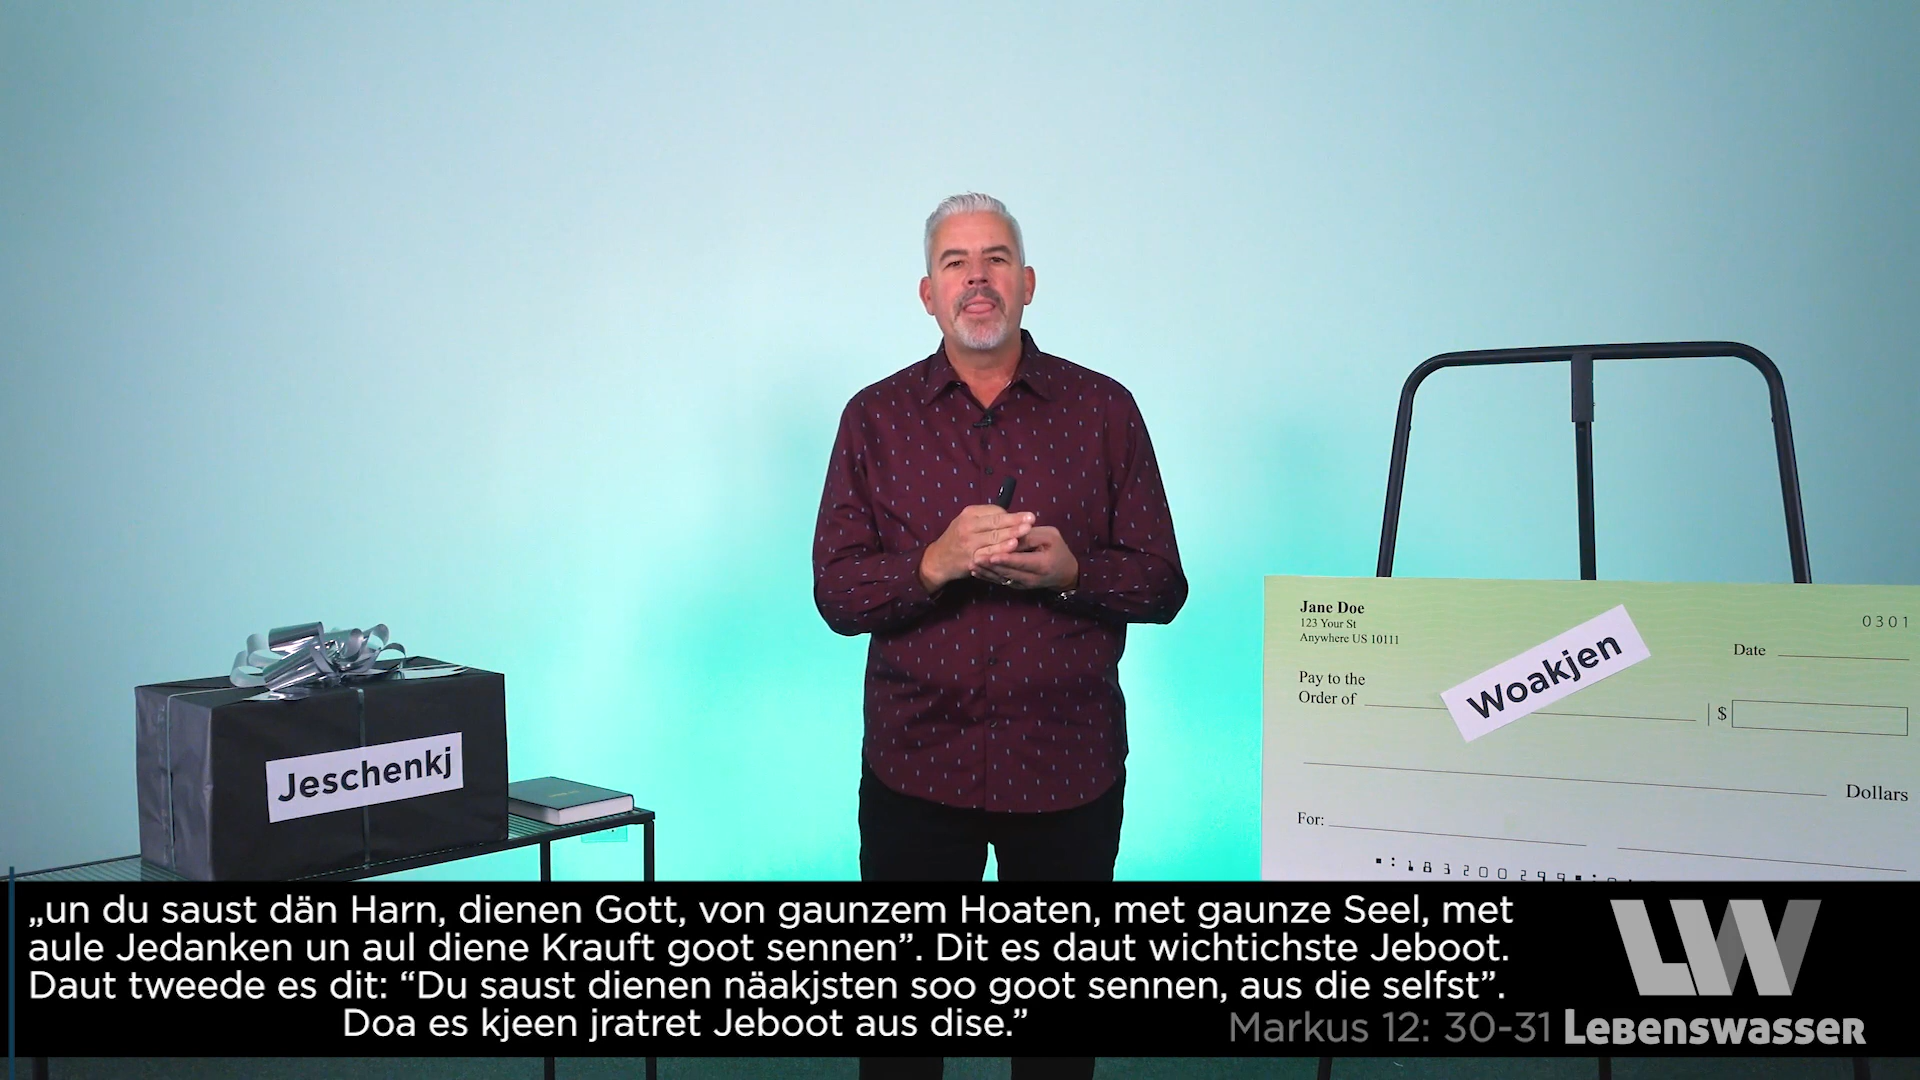 Jeschenkj
Jane Doe
123 Your St
Anywhere US 10111
0301
Date
Pay to the
Order of
Woakjen
$
Dollars
For:
„un du saust dän Harn, dienen Gott, von gaunzem Hoaten, met gaunze Seel, met
aule Jedanken un aul diene Krauft goot sennen”. Dit es daut wichtichste Jeboot.
Daut tweede es dit: “Du saust dienen näakjsten soo goot sennen, aus die selfst”.
Doa es kjeen jratret Jeboot aus dise.”
Markus 12: 30-31
LW
Lebenswasser